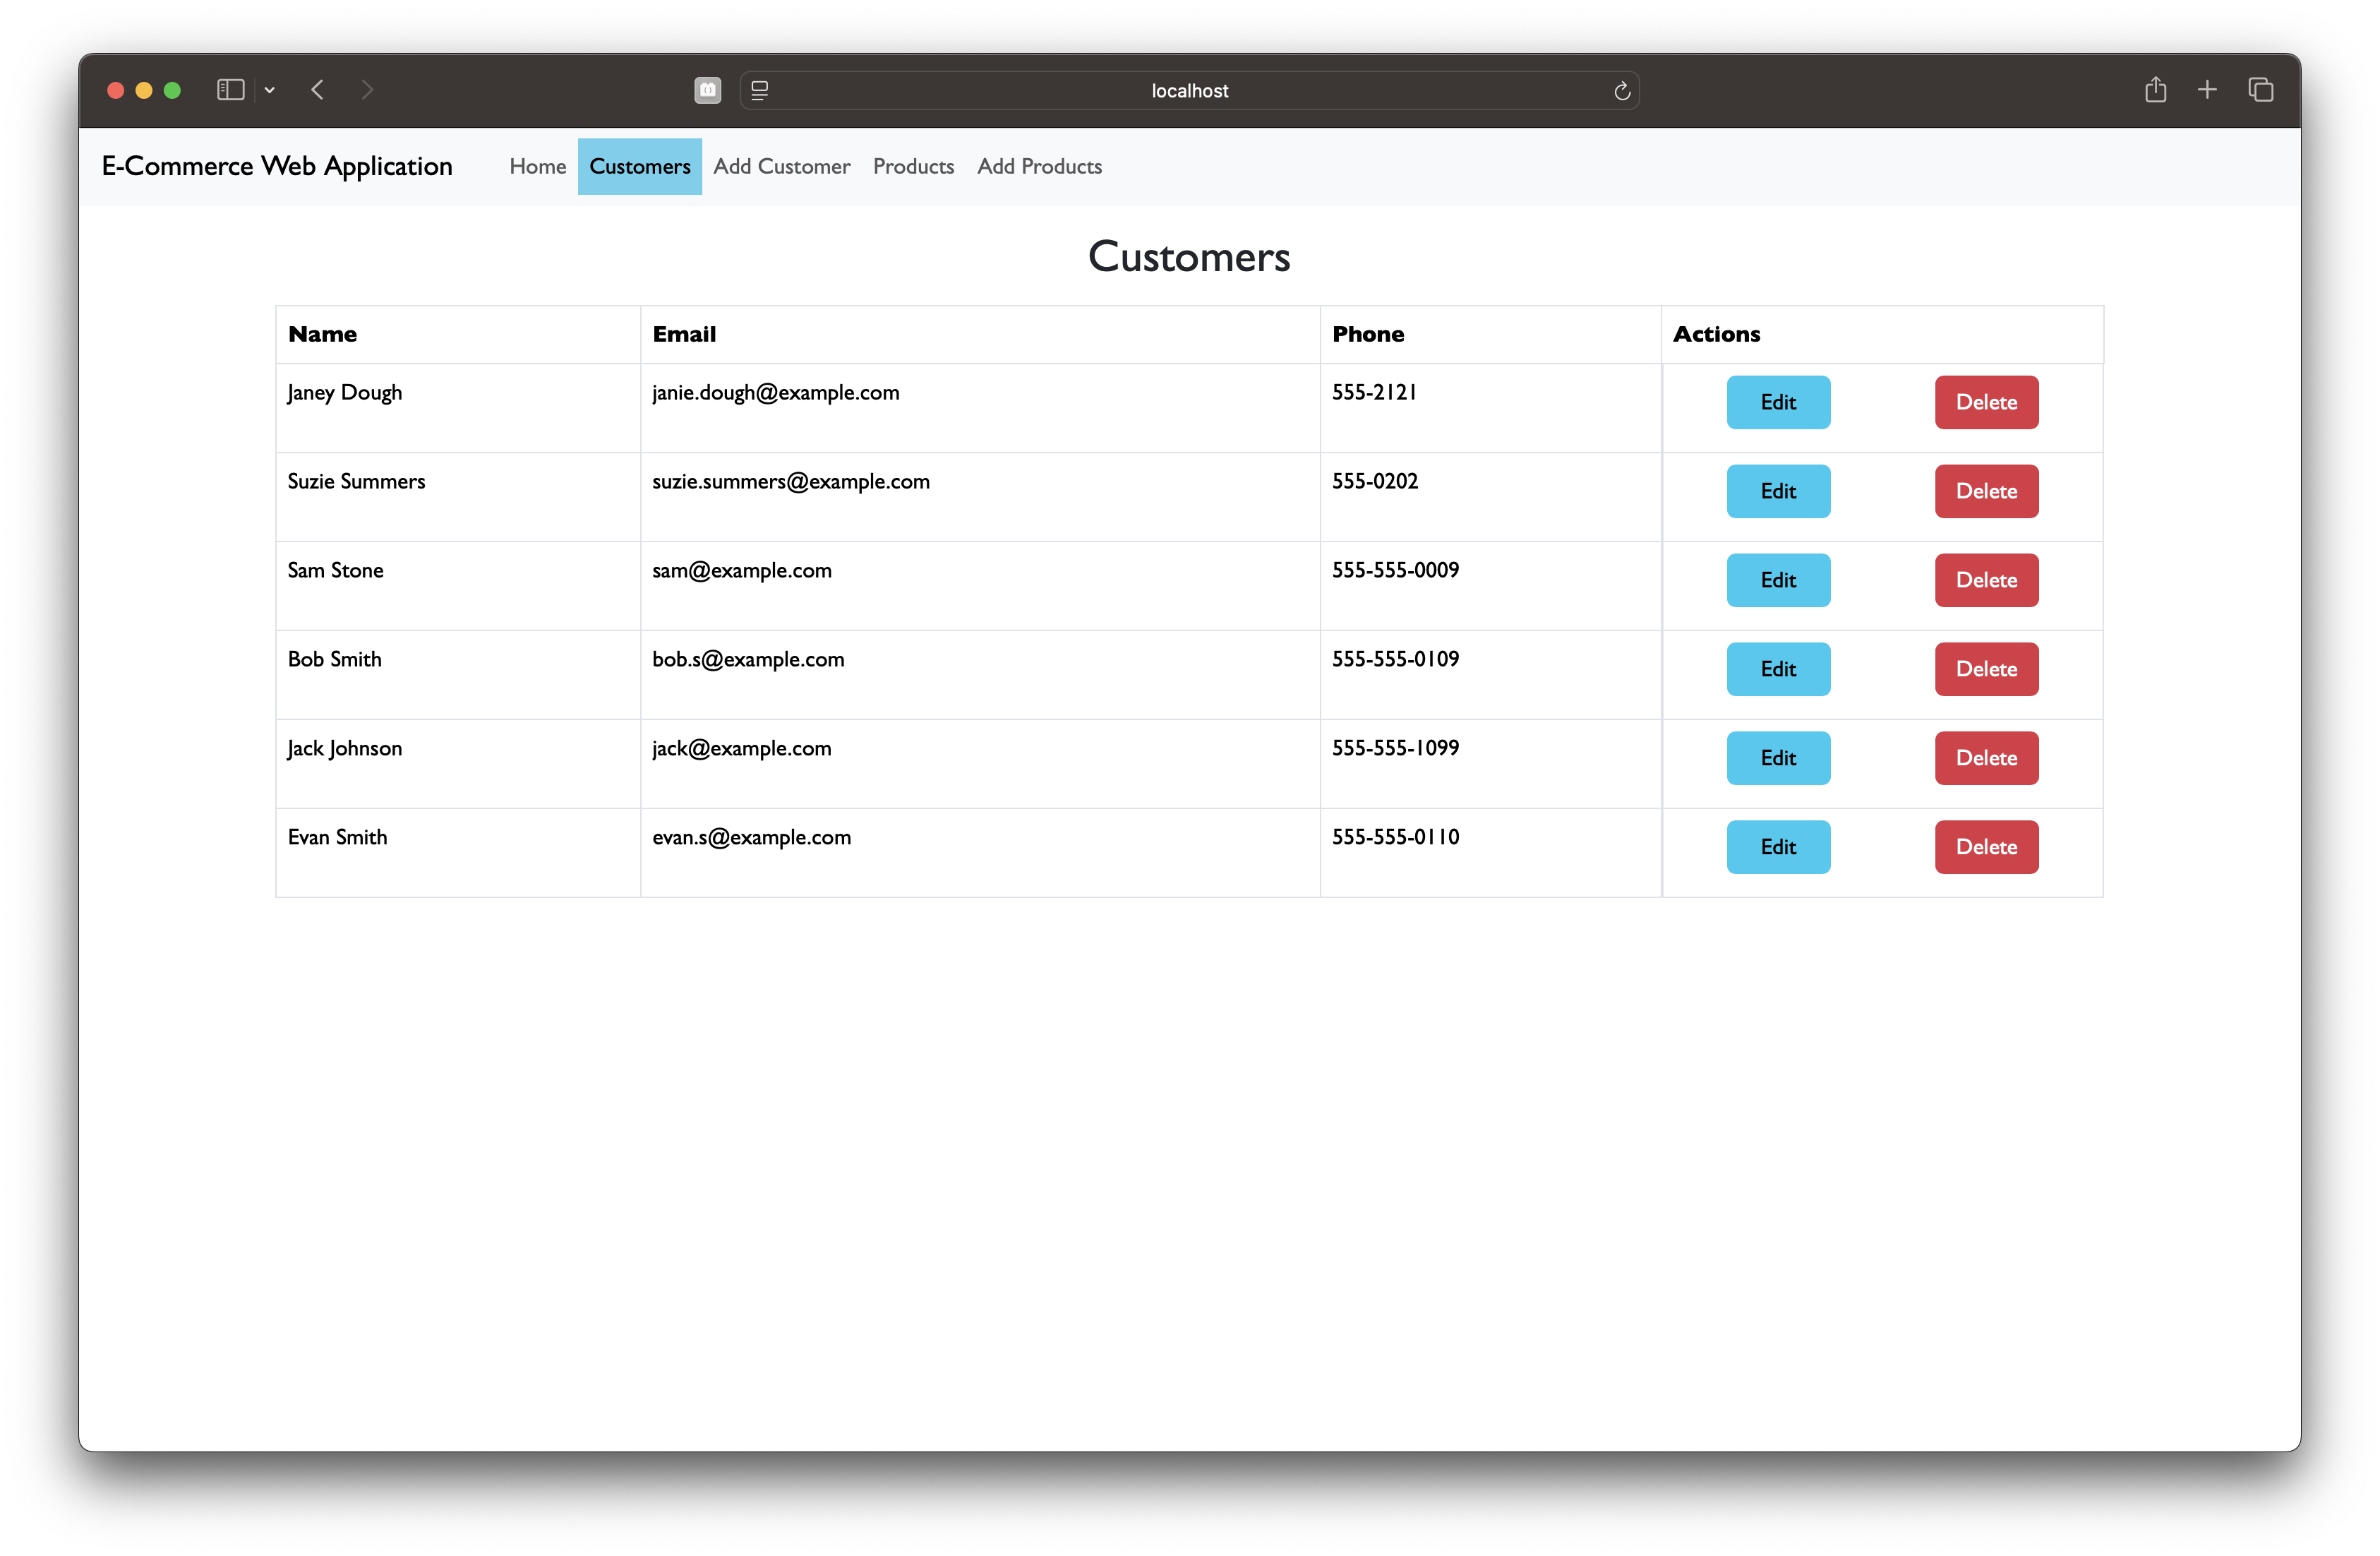 localhost
E-Commerce Web Application Home Customers Add Customer Products Add Products
Customers
Name Email Phone Actions
Janey Dough janie.dough@example.com 555-2121 Edit Delete
Suzie Summers suzie.summers@example.com 555-0202 Edit Delete
Sam Stone sam@example.com 555-555-0009 Edit Delete
Bob Smith bob.s@example.com 555-555-0109 Edit Delete
Jack Johnson jack@example.com 555-555-1099 Edit Delete
Evan Smith evan.s@example.com 555-555-0110 Edit Delete